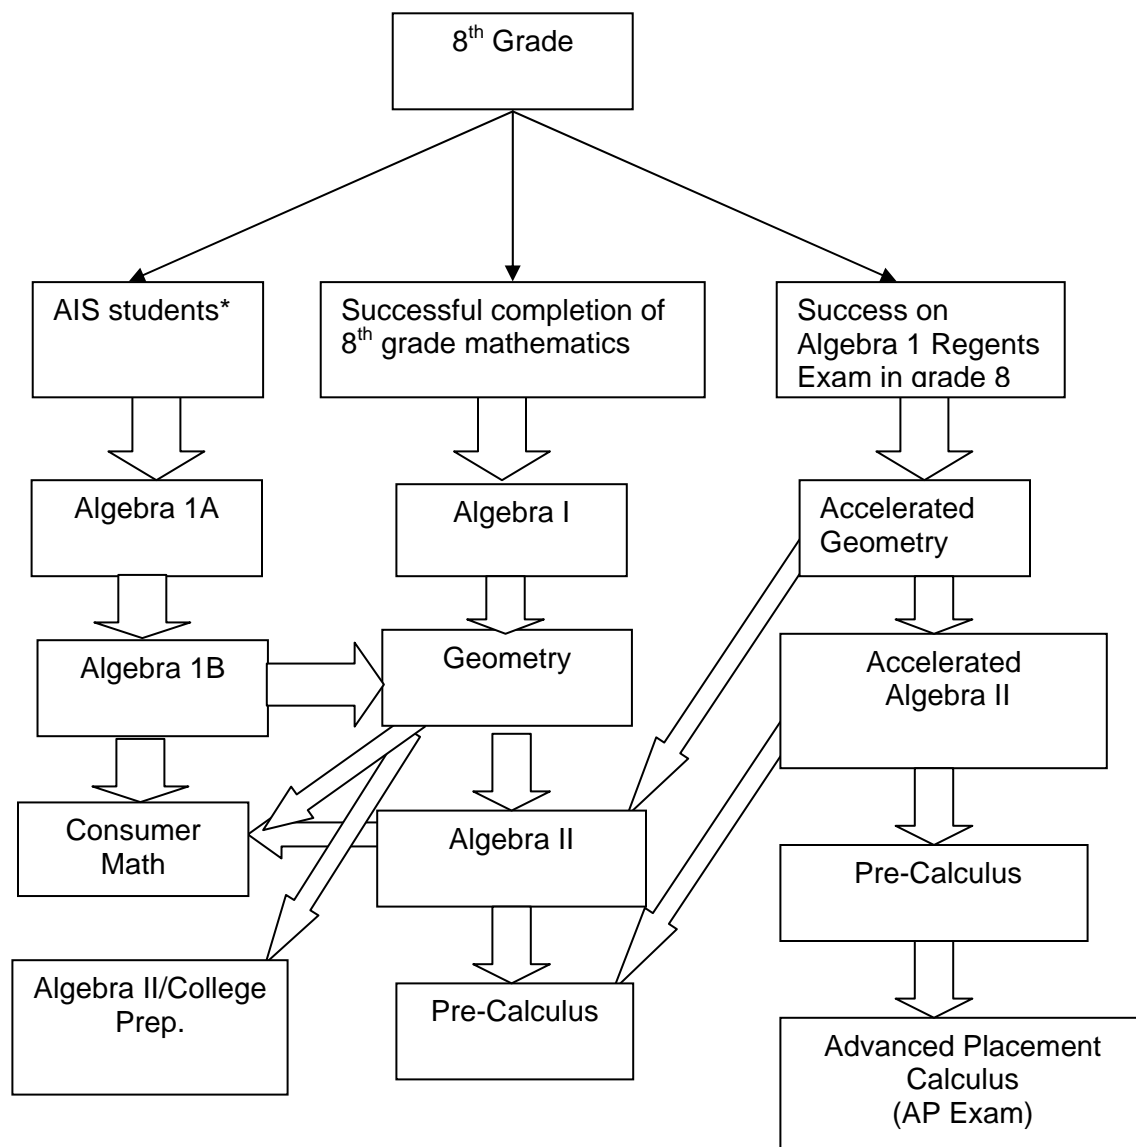 8th Grade
AIS students*
Successful completion of
8th grade mathematics
Success on
Algebra 1 Regents
Exam in grade 8
Algebra 1A
Algebra I
Accelerated
Geometry
Algebra 1B
Geometry
Accelerated
Algebra II
Consumer
Math
Algebra II
Pre-Calculus
Algebra II/College
Prep.
Pre-Calculus
Advanced Placement
Calculus
(AP Exam)